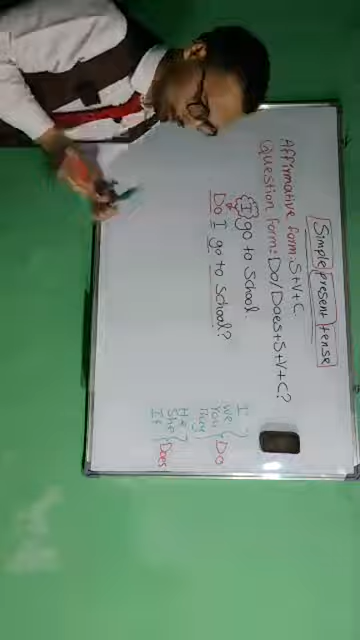 Simple present tense
Affirmative form: S+V+C.
Question form: Do/Does+S+V+C?
I go to School.
Do I go to School?
I
We
You
They
Do
He
She
It
Does